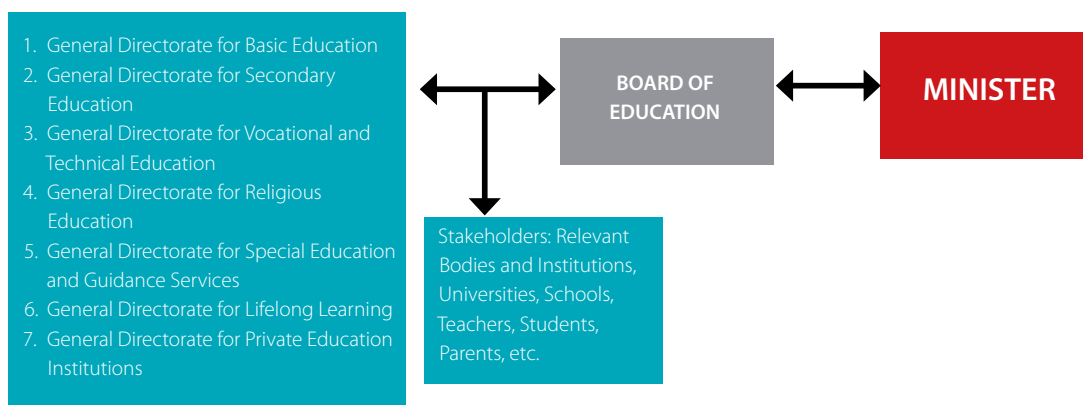 1. General Directorate for Basic Education
2. General Directorate for Secondary
Education
3. General Directorate for Vocational and
Technical Education
4. General Directorate for Religious
Education
5. General Directorate for Special Education
and Guidance Services
6. General Directorate for Lifelong Learning
7. General Directorate for Private Education
Institutions
BOARD OF
EDUCATION
MINISTER
Stakeholders: Relevant
Bodies and Institutions,
Universities, Schools,
Teachers, Students,
Parents, etc.